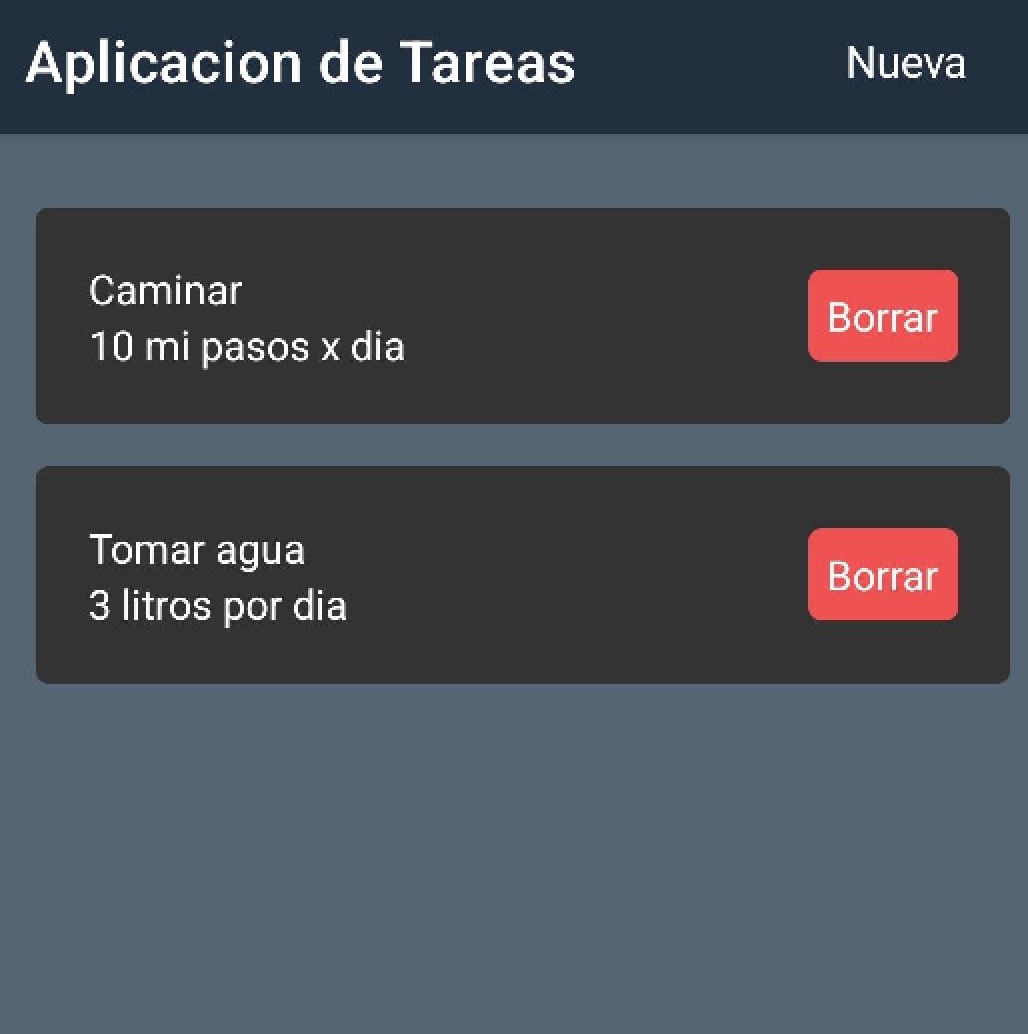 Aplicacion de Tareas
Nueva
Caminar
10 mi pasos x dia
Borrar
Tomar agua
3 litros por dia
Borrar